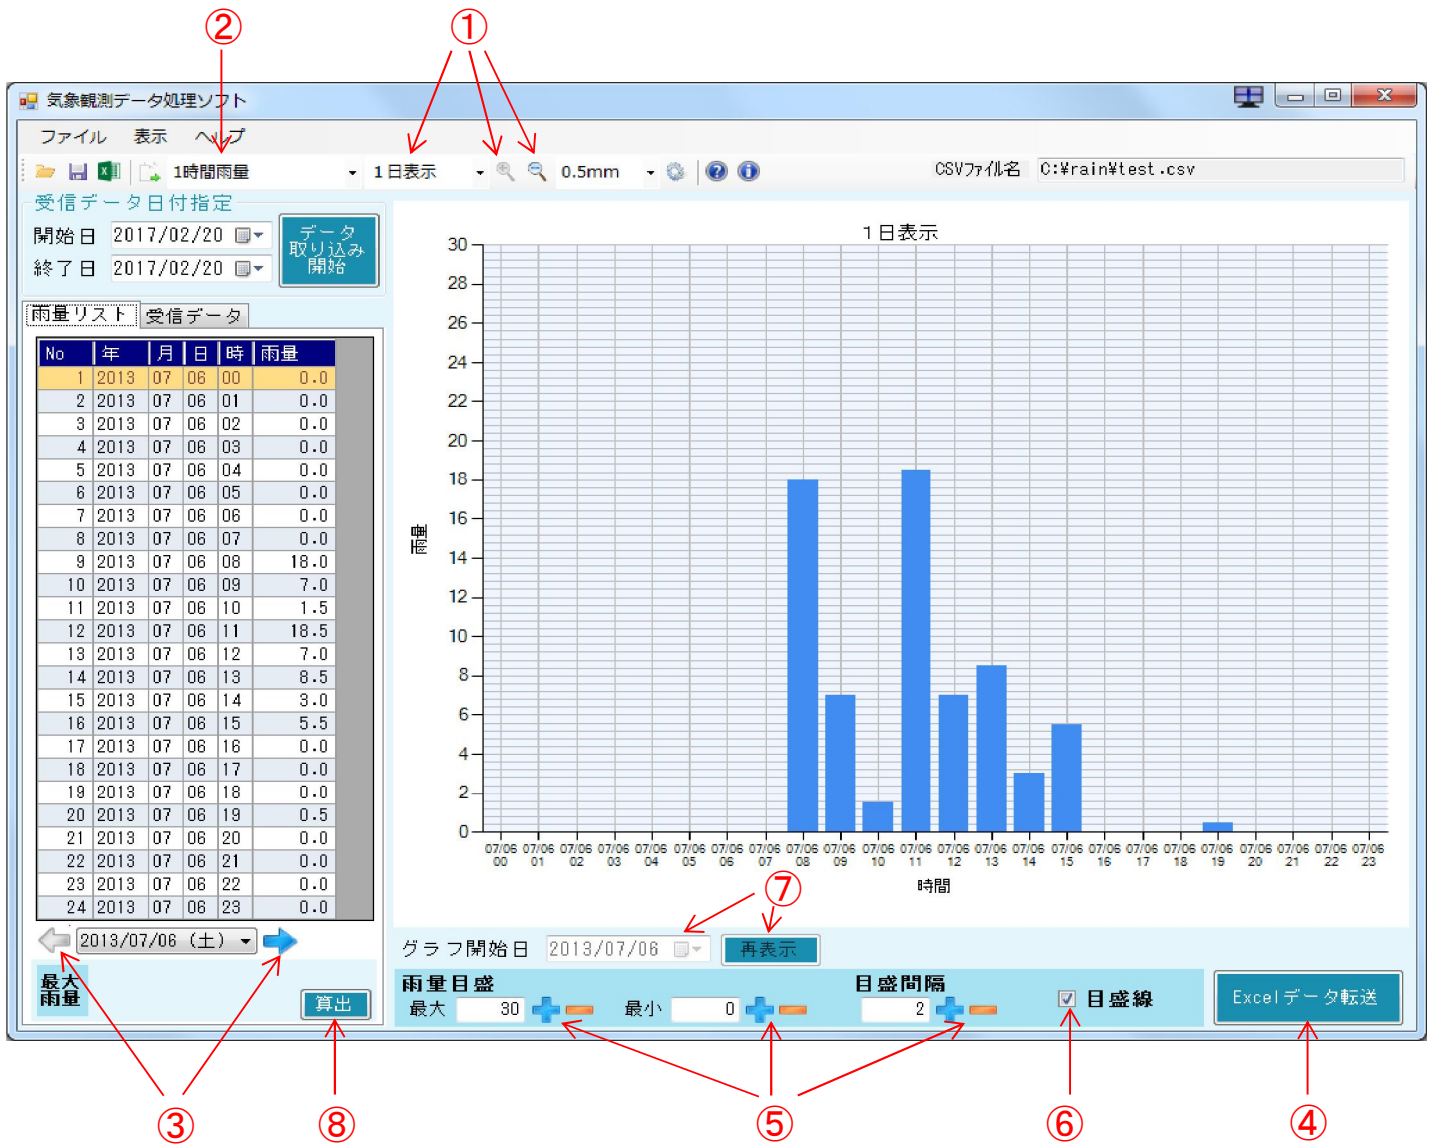 ② ①
気象観測データ処理ソフト
ファイル 表示 ヘルプ
1時間雨量 1日表示 0.5mm CSVファイル名 C:¥rain¥test.csv
受信データ日付指定
開始日 2017/02/20
終了日 2017/02/20
データ
取り込み
開始
雨量リスト 受信データ
No 年 月 日 時 雨量
1 2013 07 06 00 0.0
2 2013 07 06 01 0.0
3 2013 07 06 02 0.0
4 2013 07 06 03 0.0
5 2013 07 06 04 0.0
6 2013 07 06 05 0.0
7 2013 07 06 06 0.0
8 2013 07 06 07 0.0
9 2013 07 06 08 18.0
10 2013 07 06 09 7.0
11 2013 07 06 10 1.5
12 2013 07 06 11 18.5
13 2013 07 06 12 7.0
14 2013 07 06 13 8.5
15 2013 07 06 14 3.0
16 2013 07 06 15 5.5
17 2013 07 06 16 0.0
18 2013 07 06 17 0.0
19 2013 07 06 18 0.0
20 2013 07 06 19 0.5
21 2013 07 06 20 0.0
22 2013 07 06 21 0.0
23 2013 07 06 22 0.0
24 2013 07 06 23 0.0
2013/07/06 (土)
最大
雨量
算出
1日表示
30
28
26
24
22
20
18
16
14
12
10
8
6
4
2
0
雨量
07/06 07/06 07/06 07/06 07/06 07/06 07/06 07/06 07/06 07/06 07/06 07/06 07/06 07/06 07/06 07/06 07/06 07/06 07/06 07/06 07/06 07/06 07/06 07/06
00 01 02 03 04 05 06 07 08 09 10 11 12 13 14 15 16 17 18 19 20 21 22 23
時間
⑦
グラフ開始日 2013/07/06 再表示
雨量目盛 目盛間隔
最大 30 最小 0 2
目盛線
Excelデータ転送
③ ⑧ ⑤ ⑥ ④